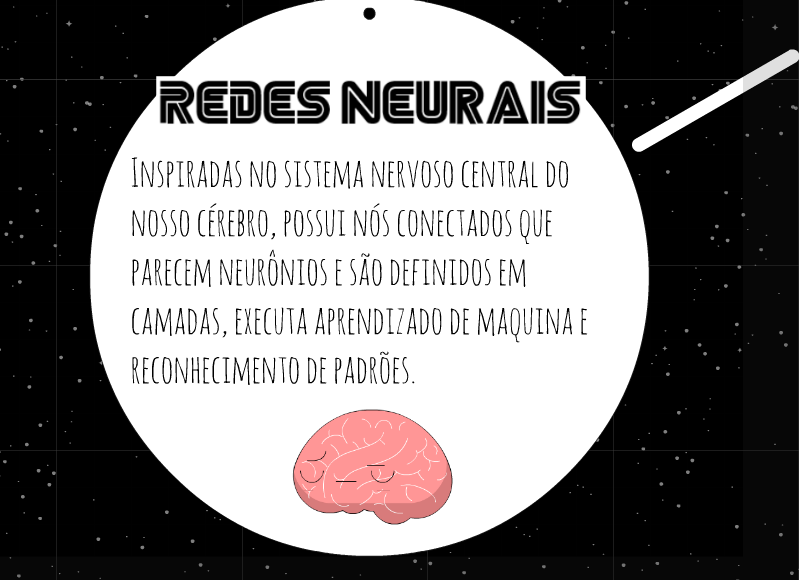 REDES NEURAIS
Inspiradas no sistema nervoso central do
nosso cérebro, possui nós conectados que
parecem neurônios e são definidos em
camadas, executa aprendizado de maquina e
reconhecimento de padrões.